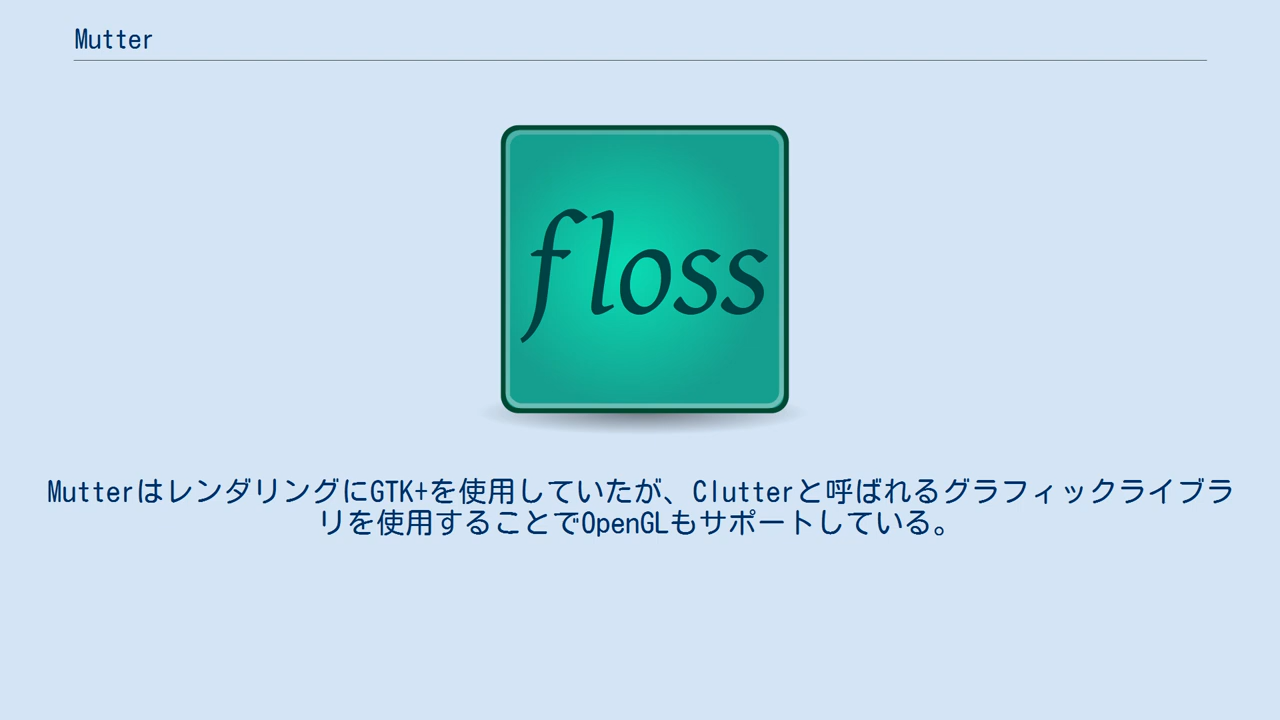 Mutter
floss
MutterはレンダリングにGTK+を使用していたが、Clutterと呼ばれるグラフィックライブラ
リを使用することでOpenGLもサポートしている。